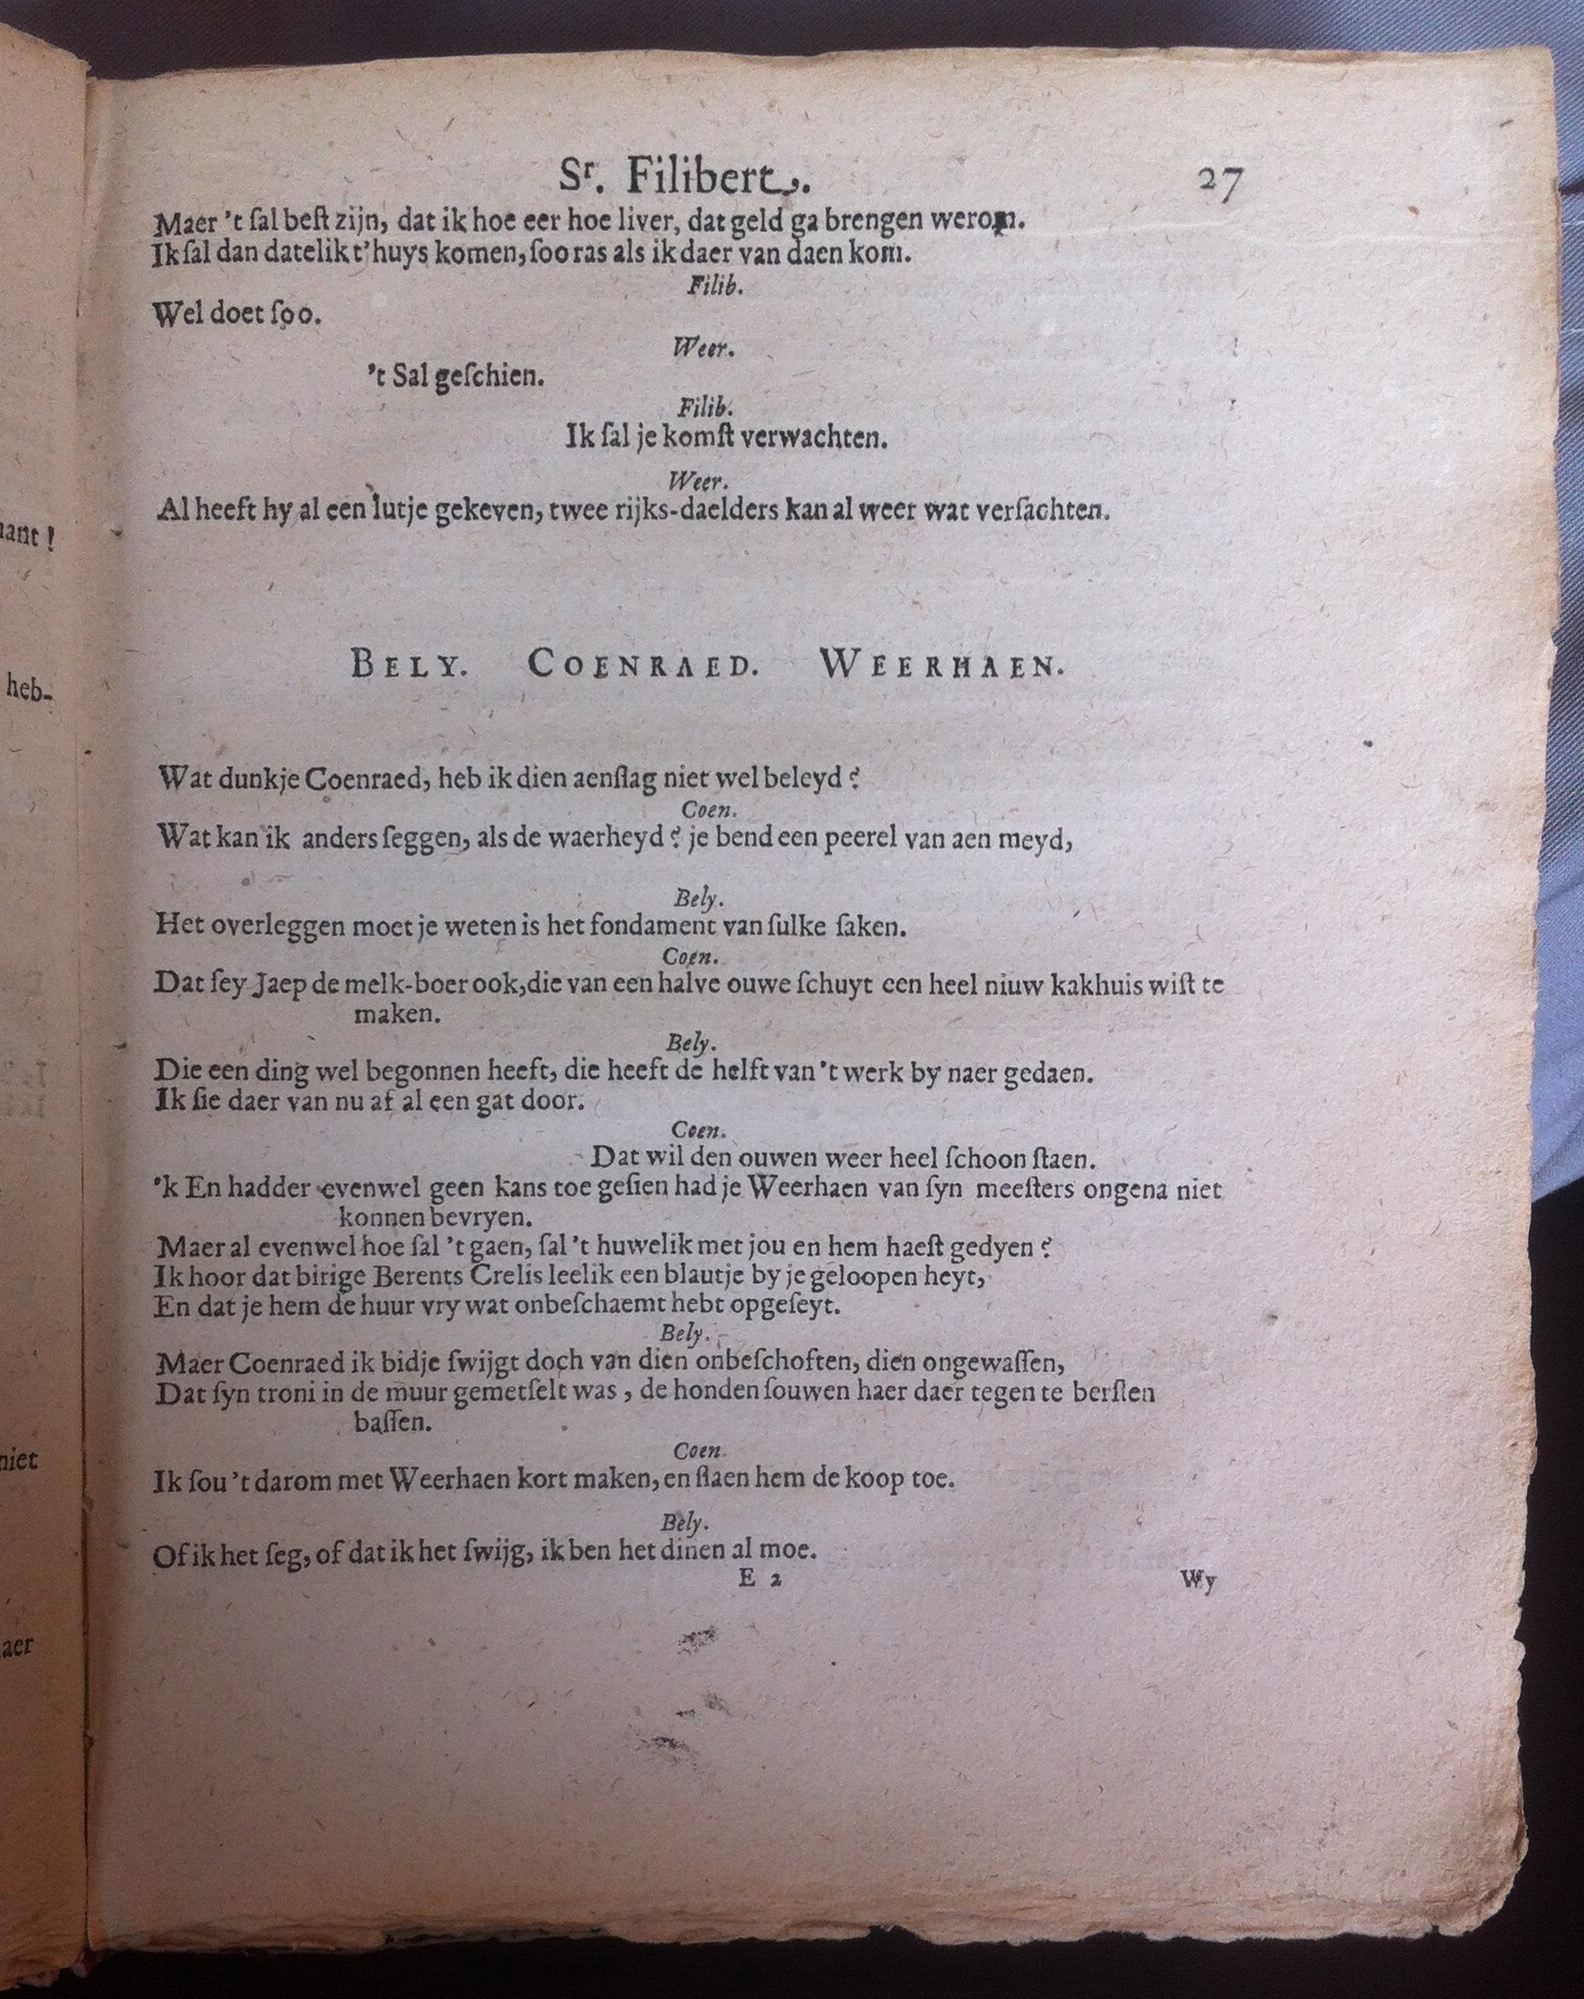 Sr. Filibert. 27
Maer 't ſal beſt zijn, dat ik hoe eer hoe liver, dat geld ga brengen werom.
Ik ſal dan datelik t'huys komen, ſoo ras als ik daer van daen kom.
Filib.
Wel doet ſoo.
Weer.
't Sal geſchien.
Filib.
Ik ſal je komſt verwachten.
Weer.
Al heeft hy al een lutje gekeven, twee rijks-daelders kan al weer wat verſachten.
BELY. COENRAED. WEERHAEN.
Wat dunkje Coenraed, heb ik dien aenſlag niet wel beleyd?
Coen.
Wat kan ik anders ſeggen, als de waerheyd? je bend een peerel van aen meyd,
Bely.
Het overleggen moet je weten is het fondament van ſulke ſaken.
Coen.
Dat ſey Jaep de melk-boer ook, die van een halve ouwe ſchuyt een heel niuw kakhuis wiſt te
maken.
Bely.
Die een ding wel begonnen heeft, die heeft de helft van 't werk by naer gedaen.
Ik ſie daer van nu af al een gat door.
Coen.
Dat wil den ouwen weer heel ſchoon ſtaen.
'k En hadder evenwel geen kans toe geſien had je Weerhaen van ſyn meeſters ongena niet
konnen bevryen.
Maer al evenwel hoe ſal 't gaen, ſal 't huwelik met jou en hem haeſt gedyen?
Ik hoor dat birige Berents Crelis leelik een blautje by je geloopen heyt,
En dat je hem de huur vry wat onbeſchaemt hebt opgeſeyt.
Bely.
Maer Coenraed ik bidje ſwijgt doch van dien onbeſchoften, dien ongewaſſen,
Dat ſyn troni in de muur gemetſelt was, de honden ſouwen haer daer tegen te berſten
baſſen.
Coen.
Ik ſou 't darom met Weerhaen kort maken, en ſlaen hem de koop toe.
Bely.
Of ik het ſeg, of dat ik het ſwijg, ik ben het dinen al moe.
E 2 Wy
heb-
niet
aer